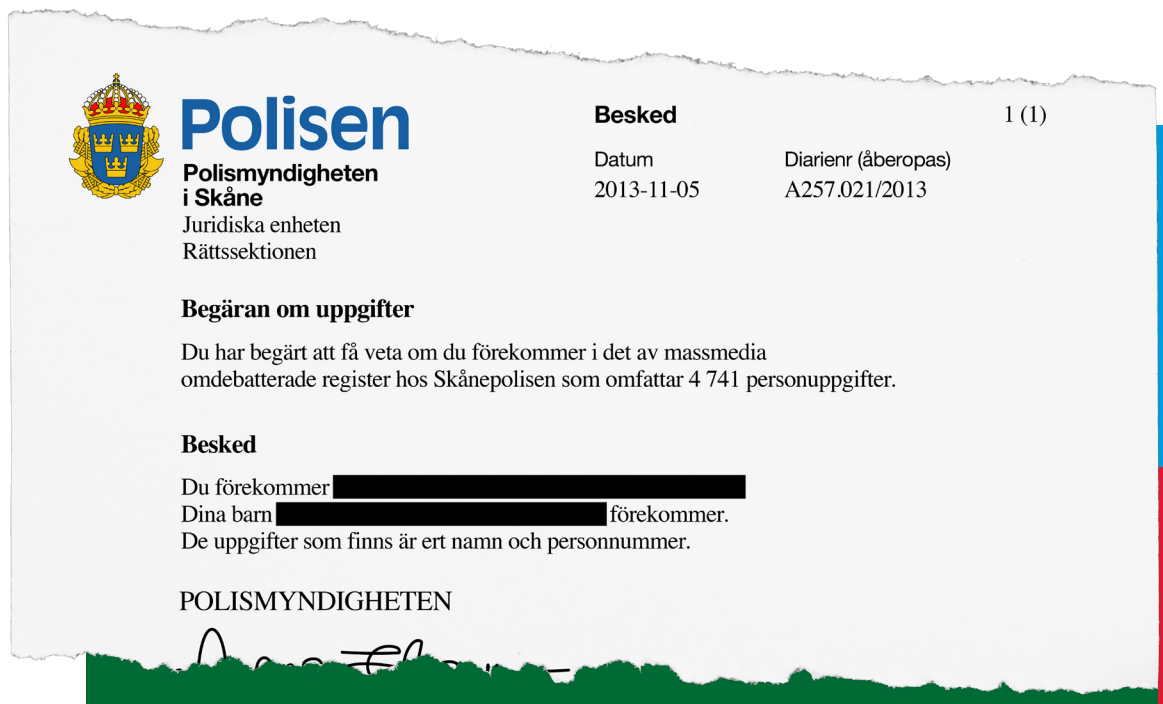 Polisen
Polismyndigheten
i Skåne
Juridiska enheten
Rättssektionen
Besked
1 (1)
Datum
Diarienr (åberopas)
2013-11-05
A257.021/2013
Begäran om uppgifter
Du har begärt att få veta om du förekommer i det av massmedia
omdebatterade register hos Skånepolisen som omfattar 4 741 personuppgifter.
Besked
Du förekommer
Dina barn förekommer.
De uppgifter som finns är ert namn och personnummer.
POLISMYNDIGHETEN